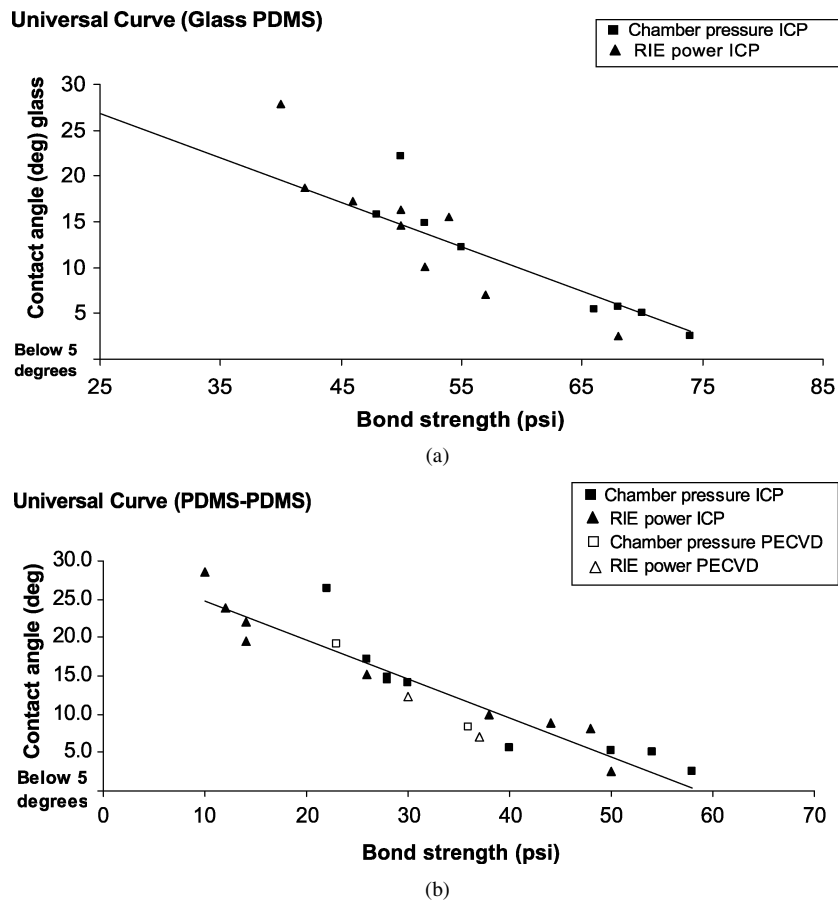 Universal Curve (Glass PDMS)
Chamber pressure ICP
RIE power ICP
Contact angle (deg) glass
30
25
20
15
10
5
Below 5
degrees
25 35 45 55 65 75 85
Bond strength (psi)
(a)
Universal Curve (PDMS-PDMS)
Chamber pressure ICP
RIE power ICP
Chamber pressure PECVD
RIE power PECVD
Contact angle (deg)
30.0
25.0
20.0
15.0
10.0
5.0
Below 5
degrees
0 10 20 30 40 50 60 70
Bond strength (psi)
(b)